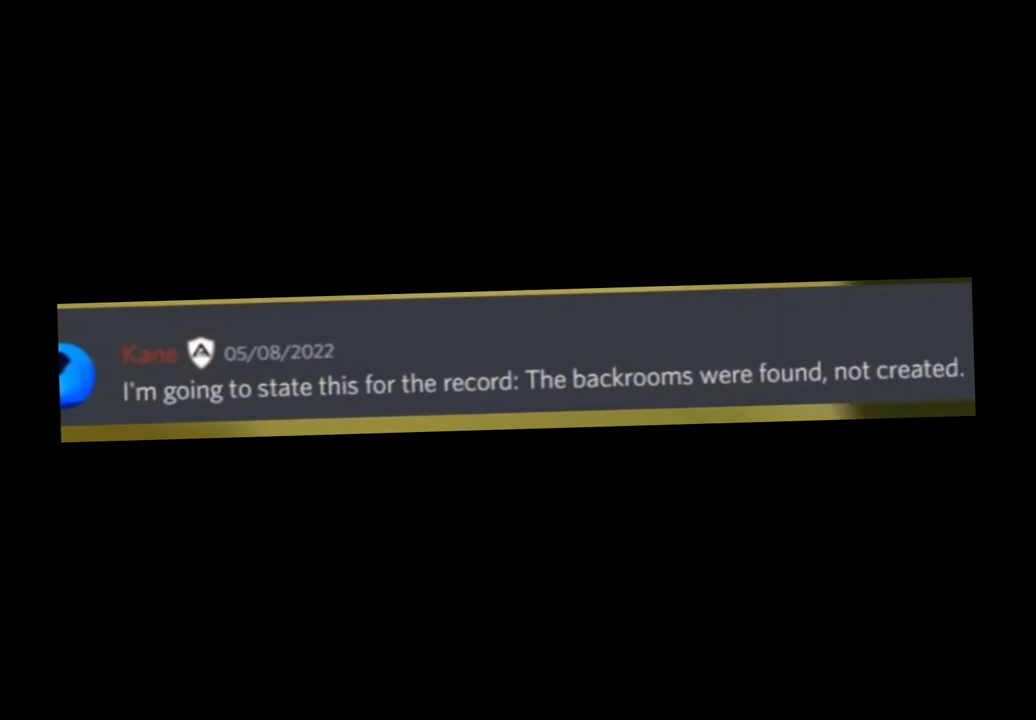 Kane 05/08/2022
I'm going to state this for the record: The backrooms were found, not created.